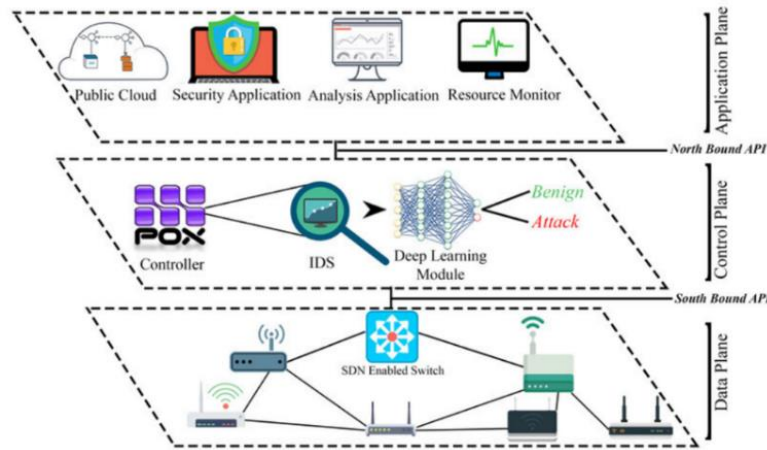 Public Cloud
Security Application
Analysis Application
Resource Monitor
Application Plane
North Bound API
POX
Controller
IDS
Deep Learning
Module
Benign
Attack
Control Plane
South Bound API
SDN Enabled Switch
Data Plane